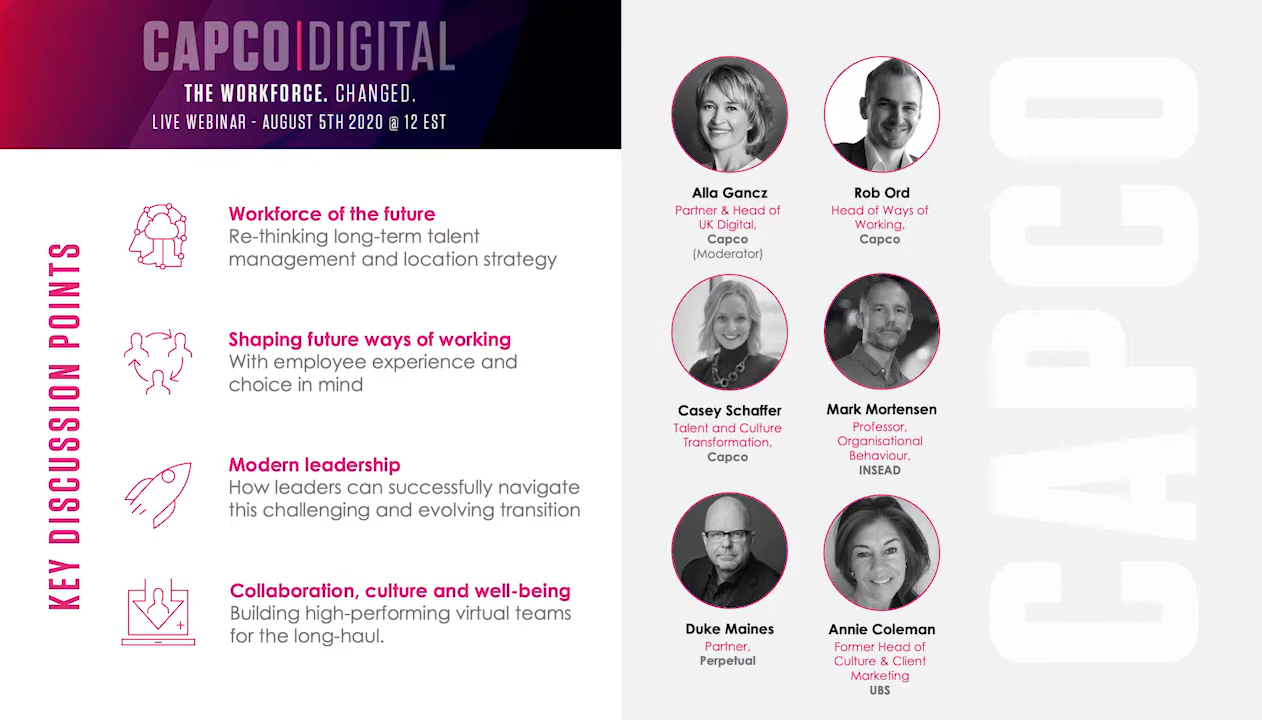 CAPCO|DIGITAL
THE WORKFORCE. CHANGED.
LIVE WEBINAR - AUGUST 5TH 2020 @ 12 EST
KEY DISCUSSION POINTS
Workforce of the future
Re-thinking long-term talent
management and location strategy
Shaping future ways of working
With employee experience and
choice in mind
Modern leadership
How leaders can successfully navigate
this challenging and evolving transition
Collaboration, culture and well-being
Building high-performing virtual teams
for the long-haul.
Alla Gancz
Partner & Head of
UK Digital,
Capco
(Moderator)
Rob Ord
Head of Ways of
Working,
Capco
Casey Schaffer
Talent and Culture
Transformation,
Capco
Mark Mortensen
Professor,
Organisational
Behaviour,
INSEAD
Duke Maines
Partner,
Perpetual
Annie Coleman
Former Head of
Culture & Client
Marketing
UBS
CAPCO